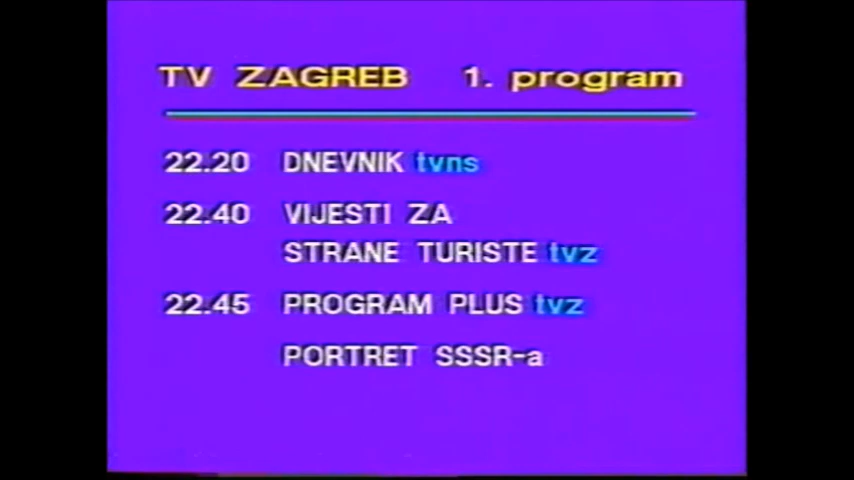 TV ZAGREB 1. program
22.20 DNEVNIK tvns
22.40 VIJESTI ZA
STRANE TURISTE tvz
22.45 PROGRAM PLUS tvz
PORTRET SSSR-a